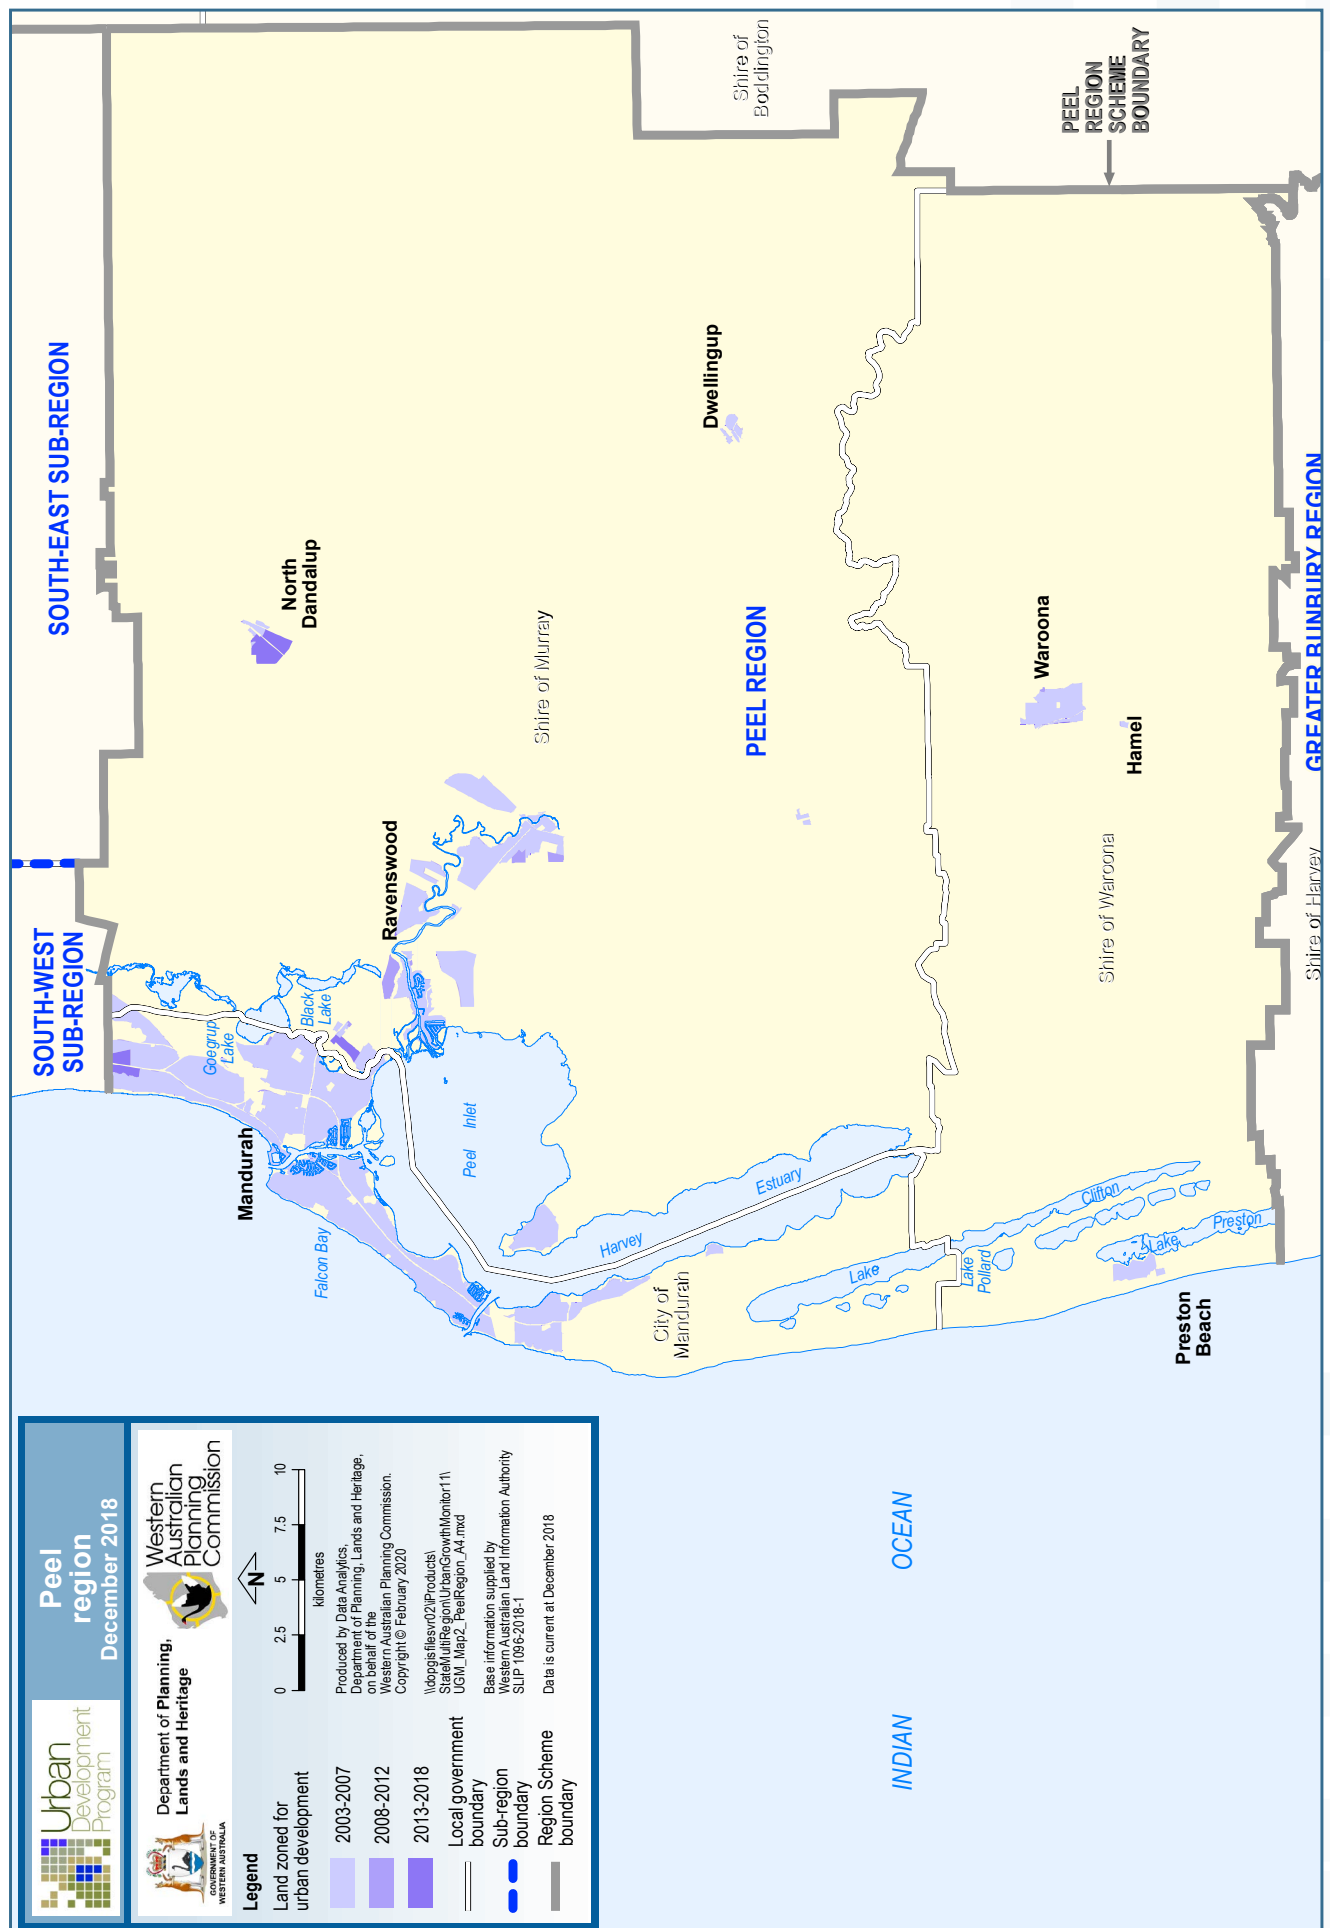 Urban
Development
Program
Peel
region
December 2018
GOVERNMENT OF
WESTERN AUSTRALIA
Department of Planning,
Lands and Heritage
Western
Australian
Planning
Commission
Legend
Land zoned for
urban development
2003-2007
2008-2012
2013-2018
Local government
boundary
Sub-region
boundary
Region Scheme
boundary
N
0
2.5
5
7.5
10
kilometres
Produced by Data Analytics,
Department of Planning, Lands and Heritage,
on behalf of the
Western Australian Planning Commission.
Copyright © February 2020
\\dopgisfilesvr02\iProducts\
StateMultiRegion\UrbanGrowthMonitor11\
UGM_Map2_PeelRegion_A4.mxd
Base information supplied by
Western Australian Land Information Authority
SLIP 1096-2018-1
Data is current at December 2018
SOUTH-WEST
SUB-REGION
SOUTH-EAST SUB-REGION
Goegrup
Lake
Black
Lake
Mandurah
Falcon Bay
North
Dandalup
Ravenswood
Peel Inlet
Shire of Murray
Harvey
Estuary
City of
Mandurah
Dwellingup
Shire of
Boddington
PEEL REGION
Lake
Clifton
Lake
Pollard
Lake
Preston
Preston
Beach
Waroona
Hamel
Shire of Waroona
PEEL
REGION
SCHEME
BOUNDARY
GREATER BUNBURY REGION
Shire of Harvey
INDIAN
OCEAN